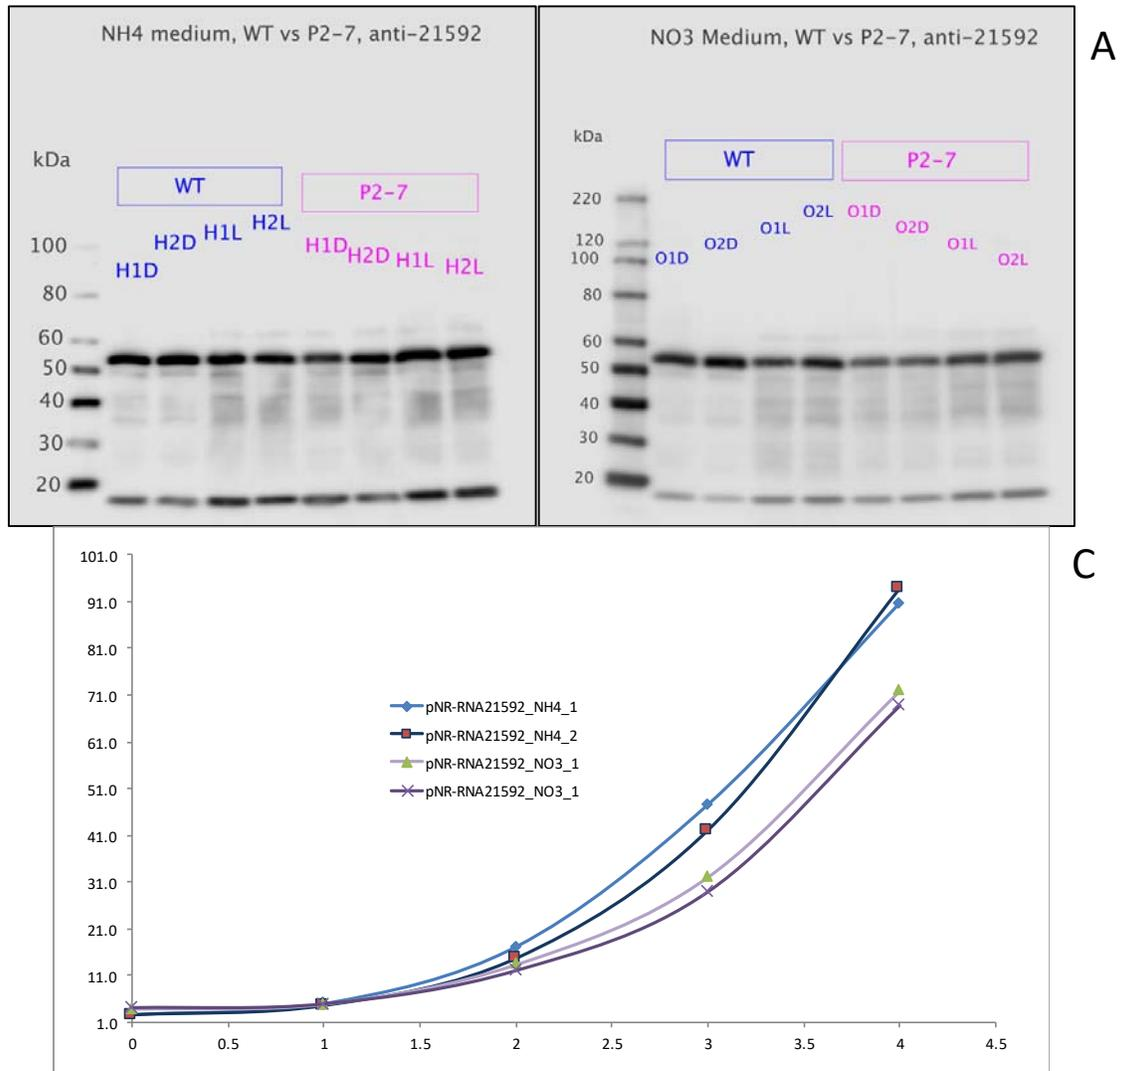 NH4 medium, WT vs P2-7, anti-21592
kDa
WT
P2-7
H1D
H2D
H1L
H2L
H1D
H2D
H1L
H2L
100
80
60
50
40
30
20
NO3 Medium, WT vs P2-7, anti-21592
kDa
WT
P2-7
O1D
O2D
O1L
O2L
O1D
O2D
O1L
O2L
220
120
100
80
60
50
40
30
20
A
C
101.0
91.0
81.0
71.0
61.0
51.0
41.0
31.0
21.0
11.0
1.0
pNR-RNA21592_NH4_1
pNR-RNA21592_NH4_2
pNR-RNA21592_NO3_1
pNR-RNA21592_NO3_1
0 0.5 1 1.5 2 2.5 3 3.5 4 4.5